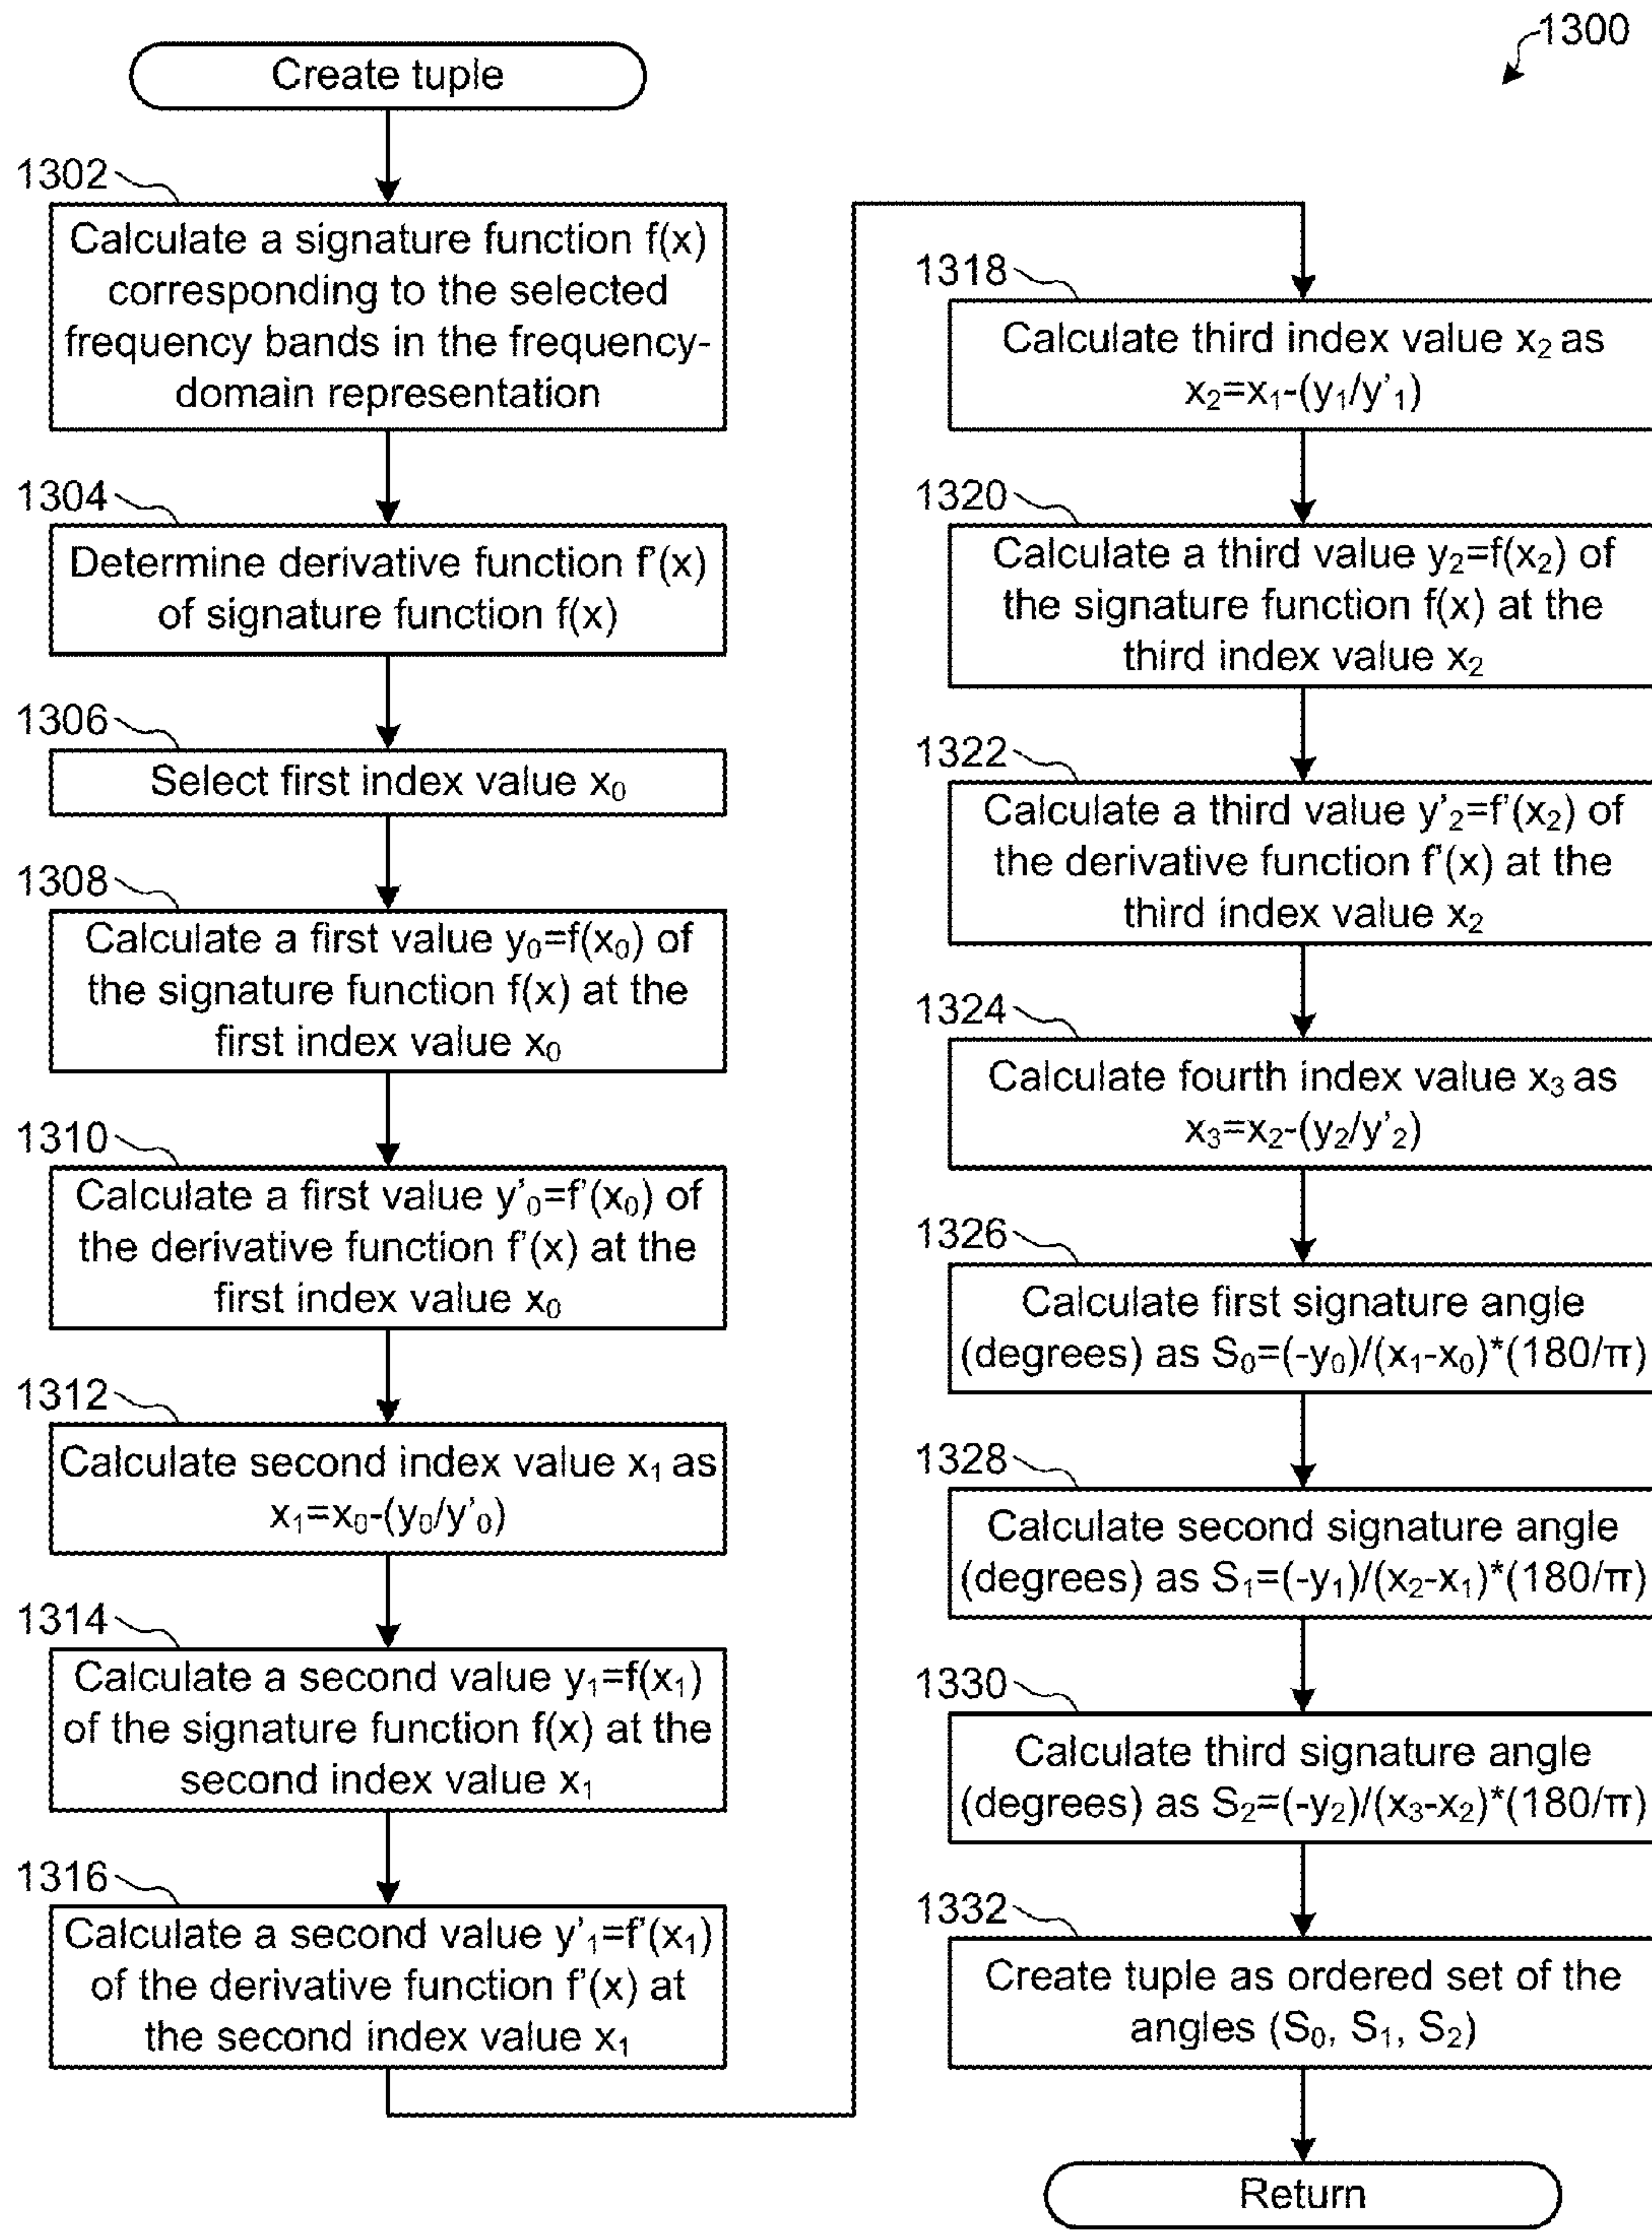 1300
Create tuple
1302
Calculate a signature function f(x)
corresponding to the selected
frequency bands in the frequency-
domain representation
1304
Determine derivative function f'(x)
of signature function f(x)
1306
Select first index value x₀
1308
Calculate a first value y₀=f(x₀) of
the signature function f(x) at the
first index value x₀
1310
Calculate a first value y'₀=f'(x₀) of
the derivative function f'(x) at the
first index value x₀
1312
Calculate second index value x₁ as
x₁=x₀-(y₀/y'₀)
1314
Calculate a second value y₁=f(x₁)
of the signature function f(x) at the
second index value x₁
1316
Calculate a second value y'₁=f'(x₁)
of the derivative function f'(x) at
the second index value x₁
1318
Calculate third index value x₂ as
x₂=x₁-(y₁/y'₁)
1320
Calculate a third value y₂=f(x₂) of
the signature function f(x) at the
third index value x₂
1322
Calculate a third value y'₂=f'(x₂) of
the derivative function f'(x) at the
third index value x₂
1324
Calculate fourth index value x₃ as
x₃=x₂-(y₂/y'₂)
1326
Calculate first signature angle
(degrees) as S₀=(-y₀)/(x₁-x₀)*(180/π)
1328
Calculate second signature angle
(degrees) as S₁=(-y₁)/(x₂-x₁)*(180/π)
1330
Calculate third signature angle
(degrees) as S₂=(-y₂)/(x₃-x₂)*(180/π)
1332
Create tuple as ordered set of the
angles (S₀, S₁, S₂)
Return